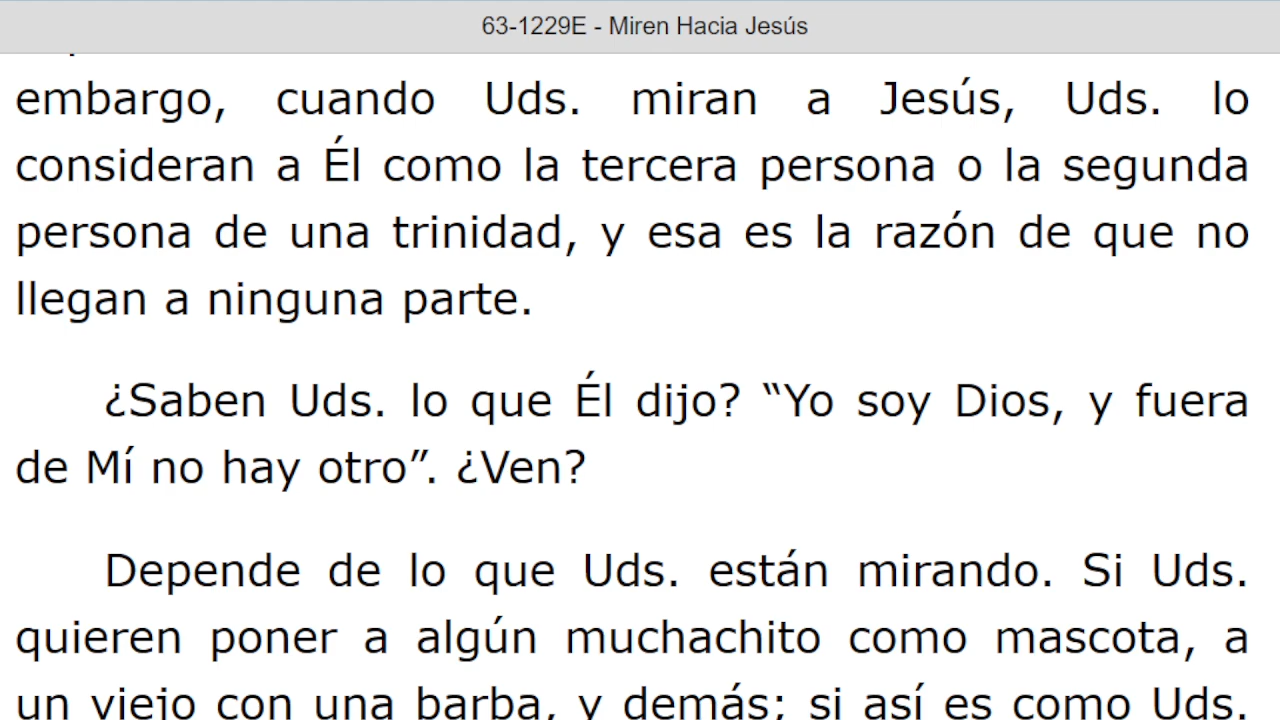 63-1229E - Miren Hacia Jesús
embargo, cuando Uds. miran a Jesús, Uds. lo
consideran a Él como la tercera persona o la segunda
persona de una trinidad, y esa es la razón de que no
llegan a ninguna parte.
¿Saben Uds. lo que Él dijo? “Yo soy Dios, y fuera
de Mí no hay otro”. ¿Ven?
Depende de lo que Uds. están mirando. Si Uds.
quieren poner a algún muchachito como mascota, a
un viejo con una barba, y demás; si así es como Uds.